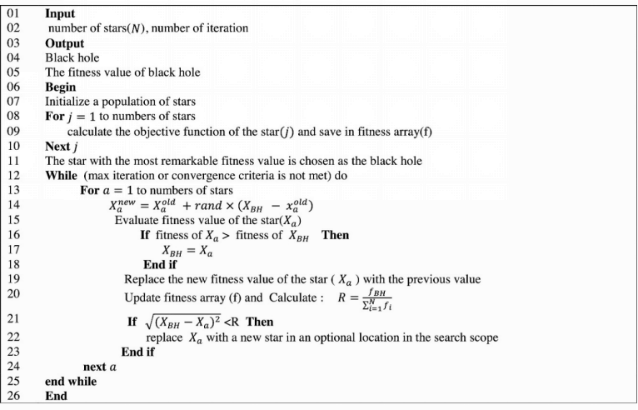 01 Input
02 number of stars(N), number of iteration
03 Output
04 Black hole
05 The fitness value of black hole
06 Begin
07 Initialize a population of stars
08 For j = 1 to numbers of stars
09 calculate the objective function of the star(j) and save in fitness array(f)
10 Next j
11 The star with the most remarkable fitness value is chosen as the black hole
12 While (max iteration or convergence criteria is not met) do
13 For a = 1 to numbers of stars
14 X_a^{new} = X_a^{old} + rand × (X_{BH} − x_a^{old})
15 Evaluate fitness value of the star(X_a)
16 If fitness of X_a > fitness of X_{BH} Then
17 X_{BH} = X_a
18 End if
19 Replace the new fitness value of the star ( X_a ) with the previous value
20 Update fitness array (f) and Calculate : R = \frac{f_{BH}}{\sum_{i=1}^{N} f_i}
21 If \sqrt{(X_{BH} − X_a)^2} <R Then
22 replace X_a with a new star in an optional location in the search scope
23 End if
24 next a
25 end while
26 End